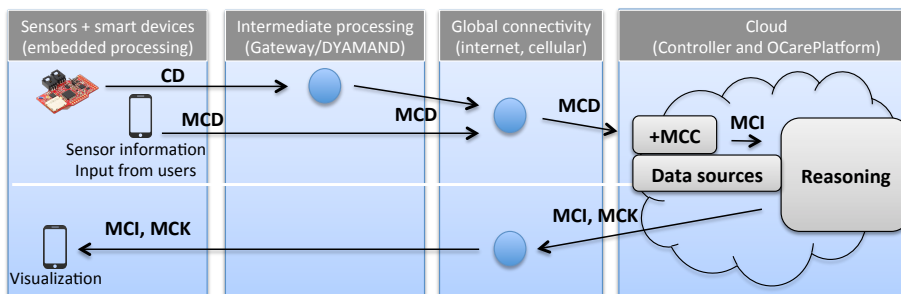 Sensors + smart devices
(embedded processing)
Intermediate processing
(Gateway/DYAMAND)
Global connectivity
(internet, cellular)
Cloud
(Controller and OCarePlatform)
CD
MCD
MCD
MCD
Sensor information
Input from users
+MCC
MCI
Data sources
Reasoning
MCI, MCK
MCI, MCK
Visualization